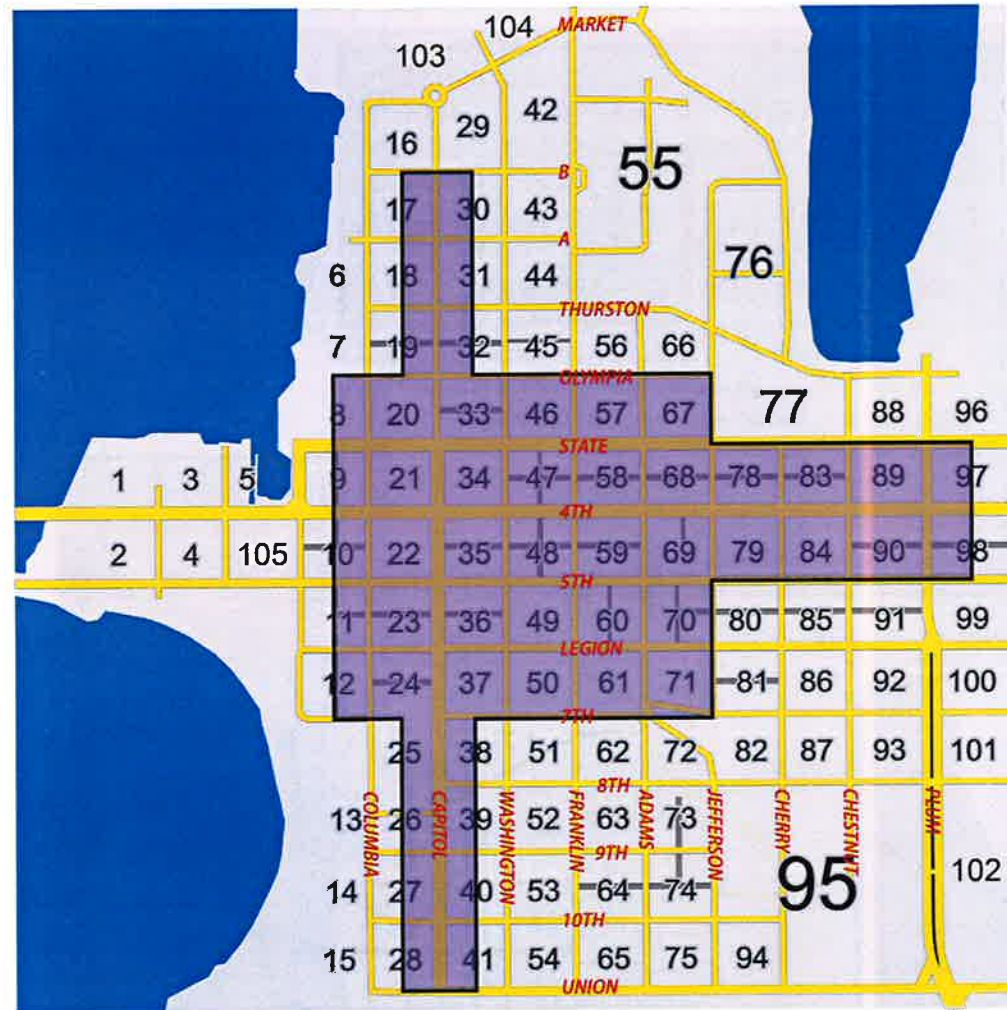 104 MARKET
103
42
29
16
55
B
17 30 43
A
6 18 31 44 76
THURSTON
7 19 32 45 56 66
OLYMPIA
8 20 33 46 57 67 77 88 96
STATE
1 3 5 9 21 34 47 58 68 78 83 89 97
4TH
2 4 105 10 22 35 48 59 69 79 84 90 98
5TH
11 23 36 49 60 70 80 85 91 99
LEGION
12 24 37 50 61 71 81 86 92 100
7TH
25 38 51 62 72 82 87 93 101
8TH
COLUMBIA CAPITOL WASHINGTON FRANKLIN ADAMS JEFFERSON CHERRY CHESTNUT PLUM
13 26 39 52 63 73
9TH
14 27 40 53 64 74 95 102
10TH
15 28 41 54 65 75 94
UNION